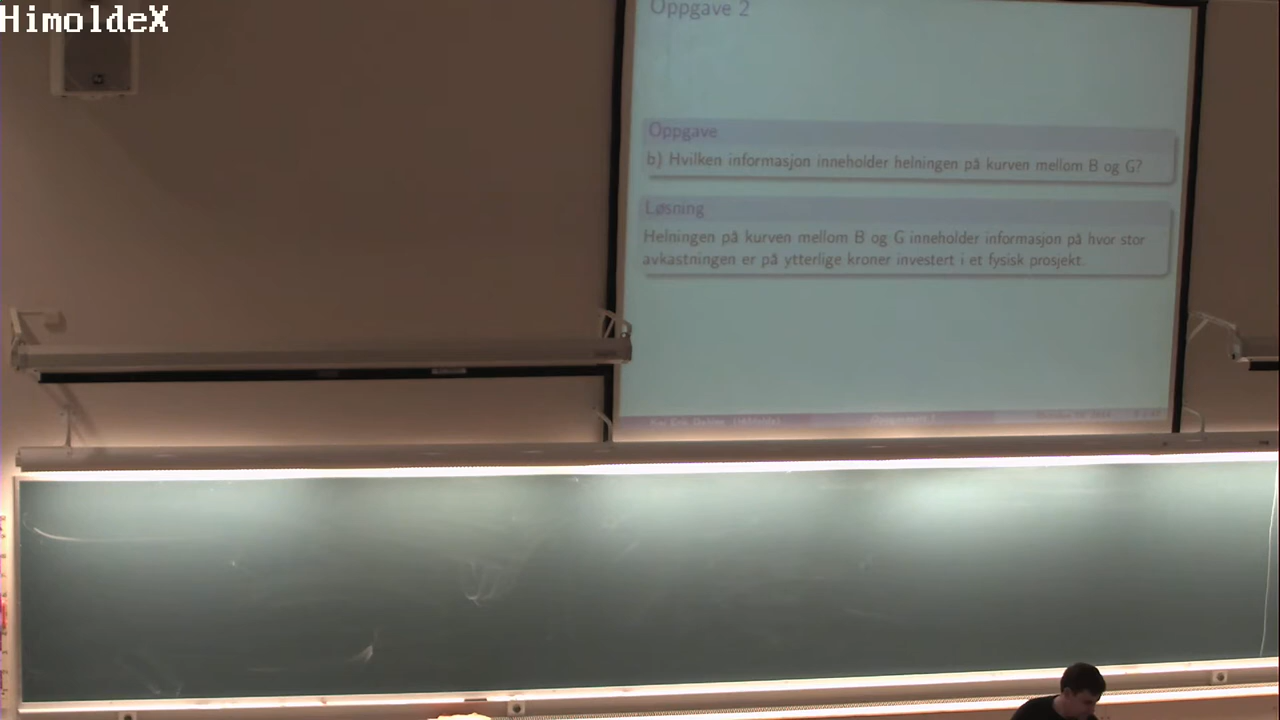 HimoldeX
Oppgave 2
Oppgave
b) Hvilken informasjon inneholder helningen på kurven mellom B og G?
Løsning
Helningen på kurven mellom B og G inneholder informasjon på hvor stor
avkastningen er på ytterlige kroner investert i et fysisk prosjekt.